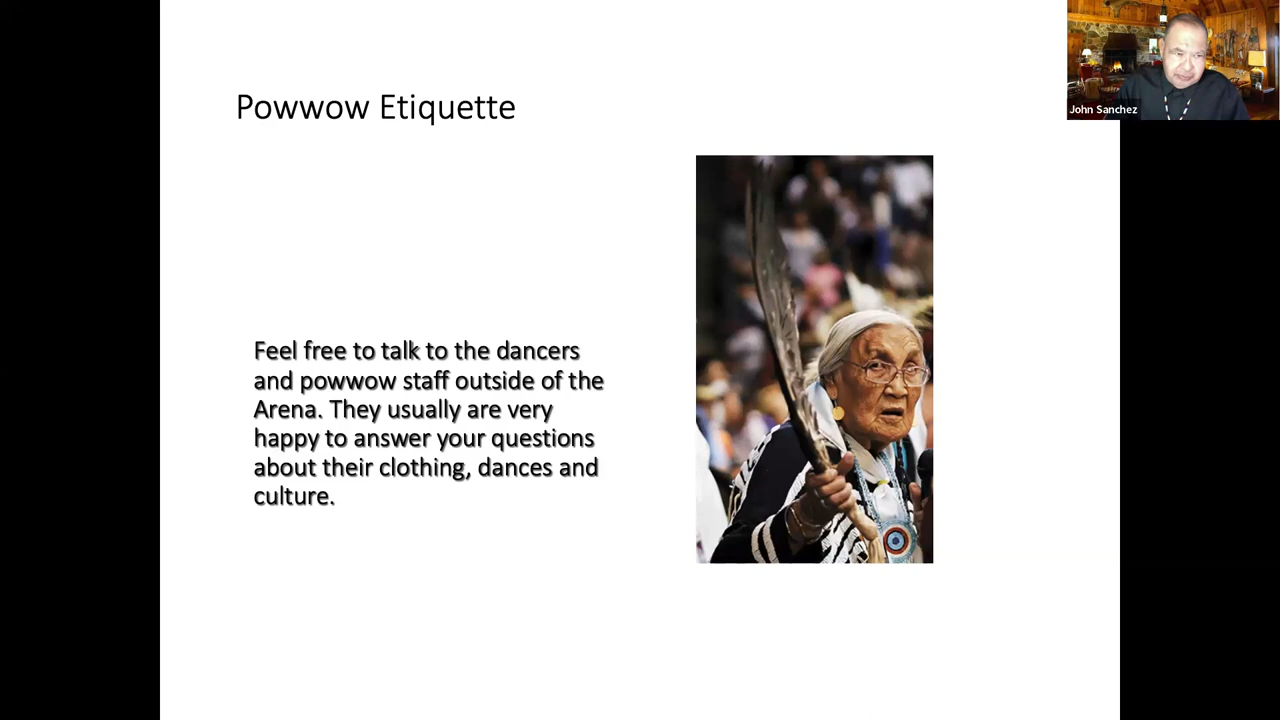 Powwow Etiquette
John Sanchez
Feel free to talk to the dancers
and powwow staff outside of the
Arena. They usually are very
happy to answer your questions
about their clothing, dances and
culture.